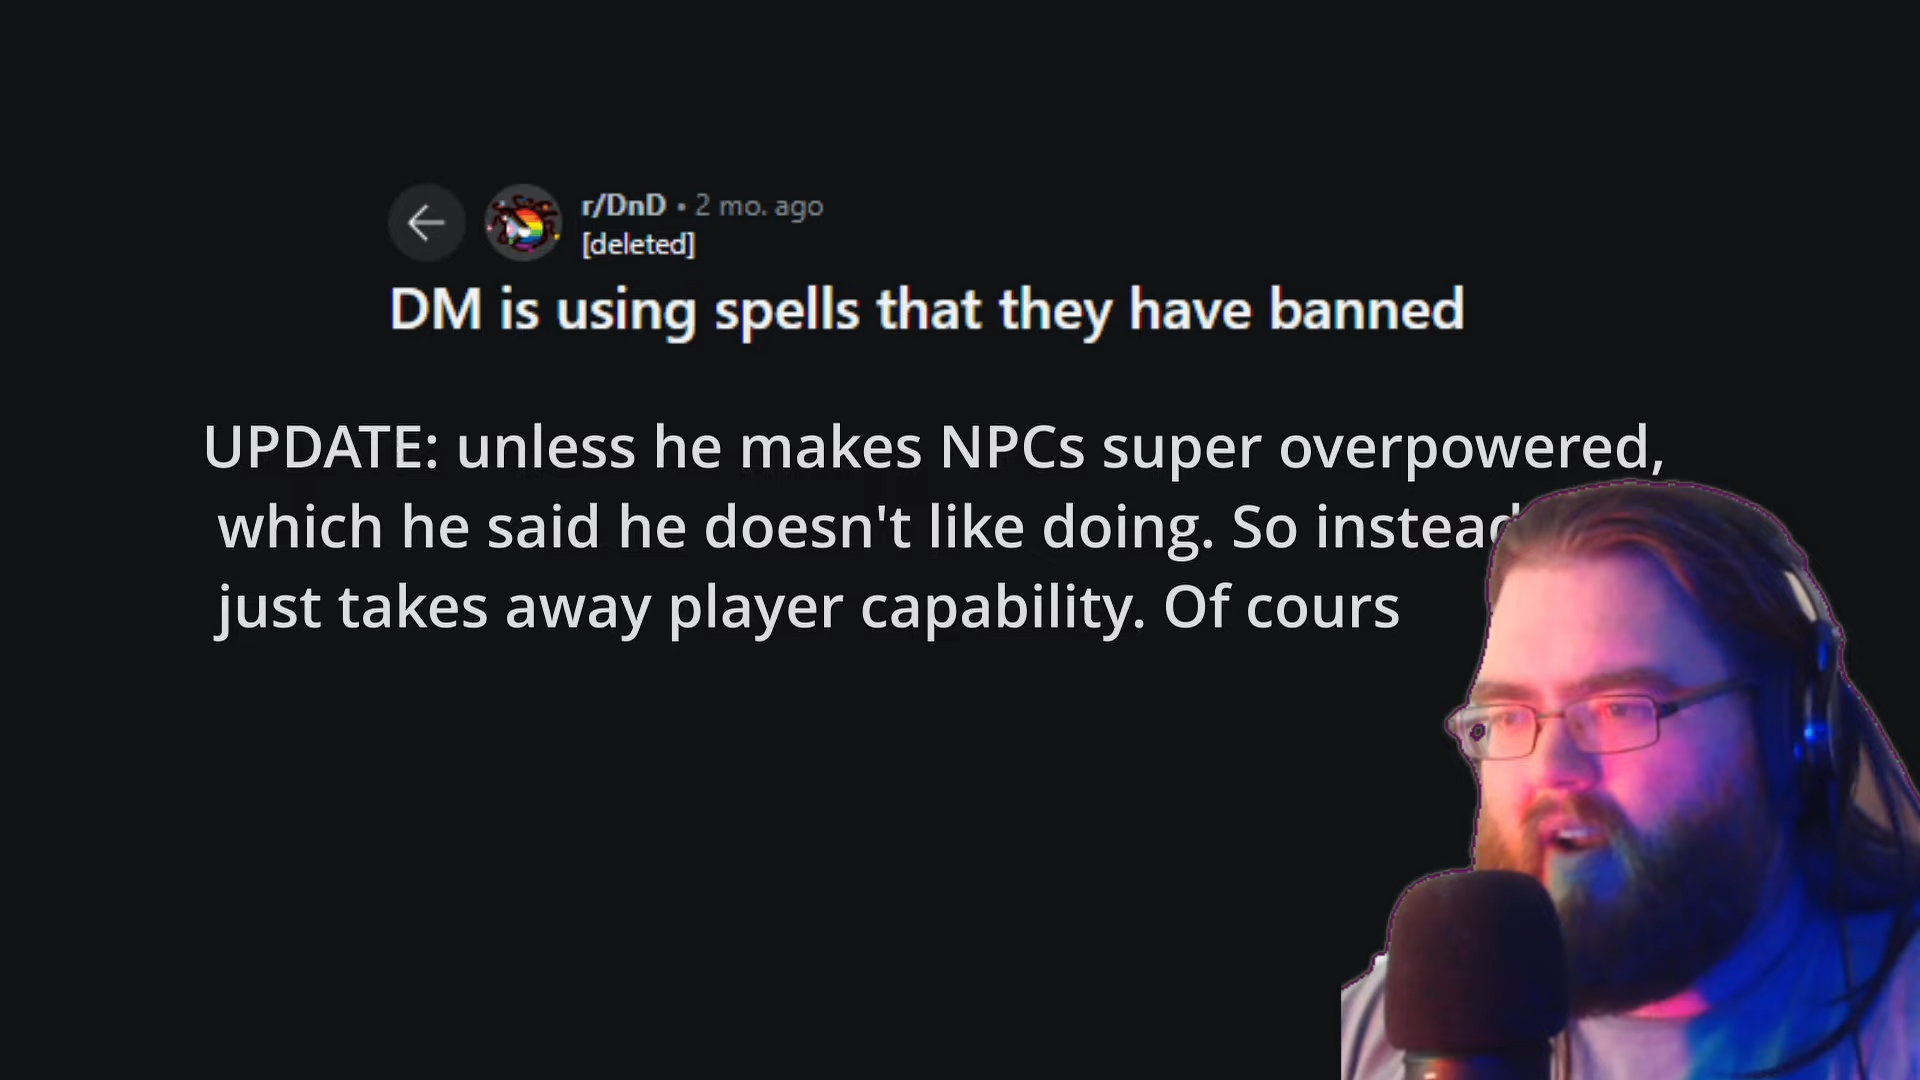 r/DnD • 2 mo. ago
[deleted]
DM is using spells that they have banned
UPDATE: unless he makes NPCs super overpowered,
which he said he doesn't like doing. So instead
just takes away player capability. Of cours